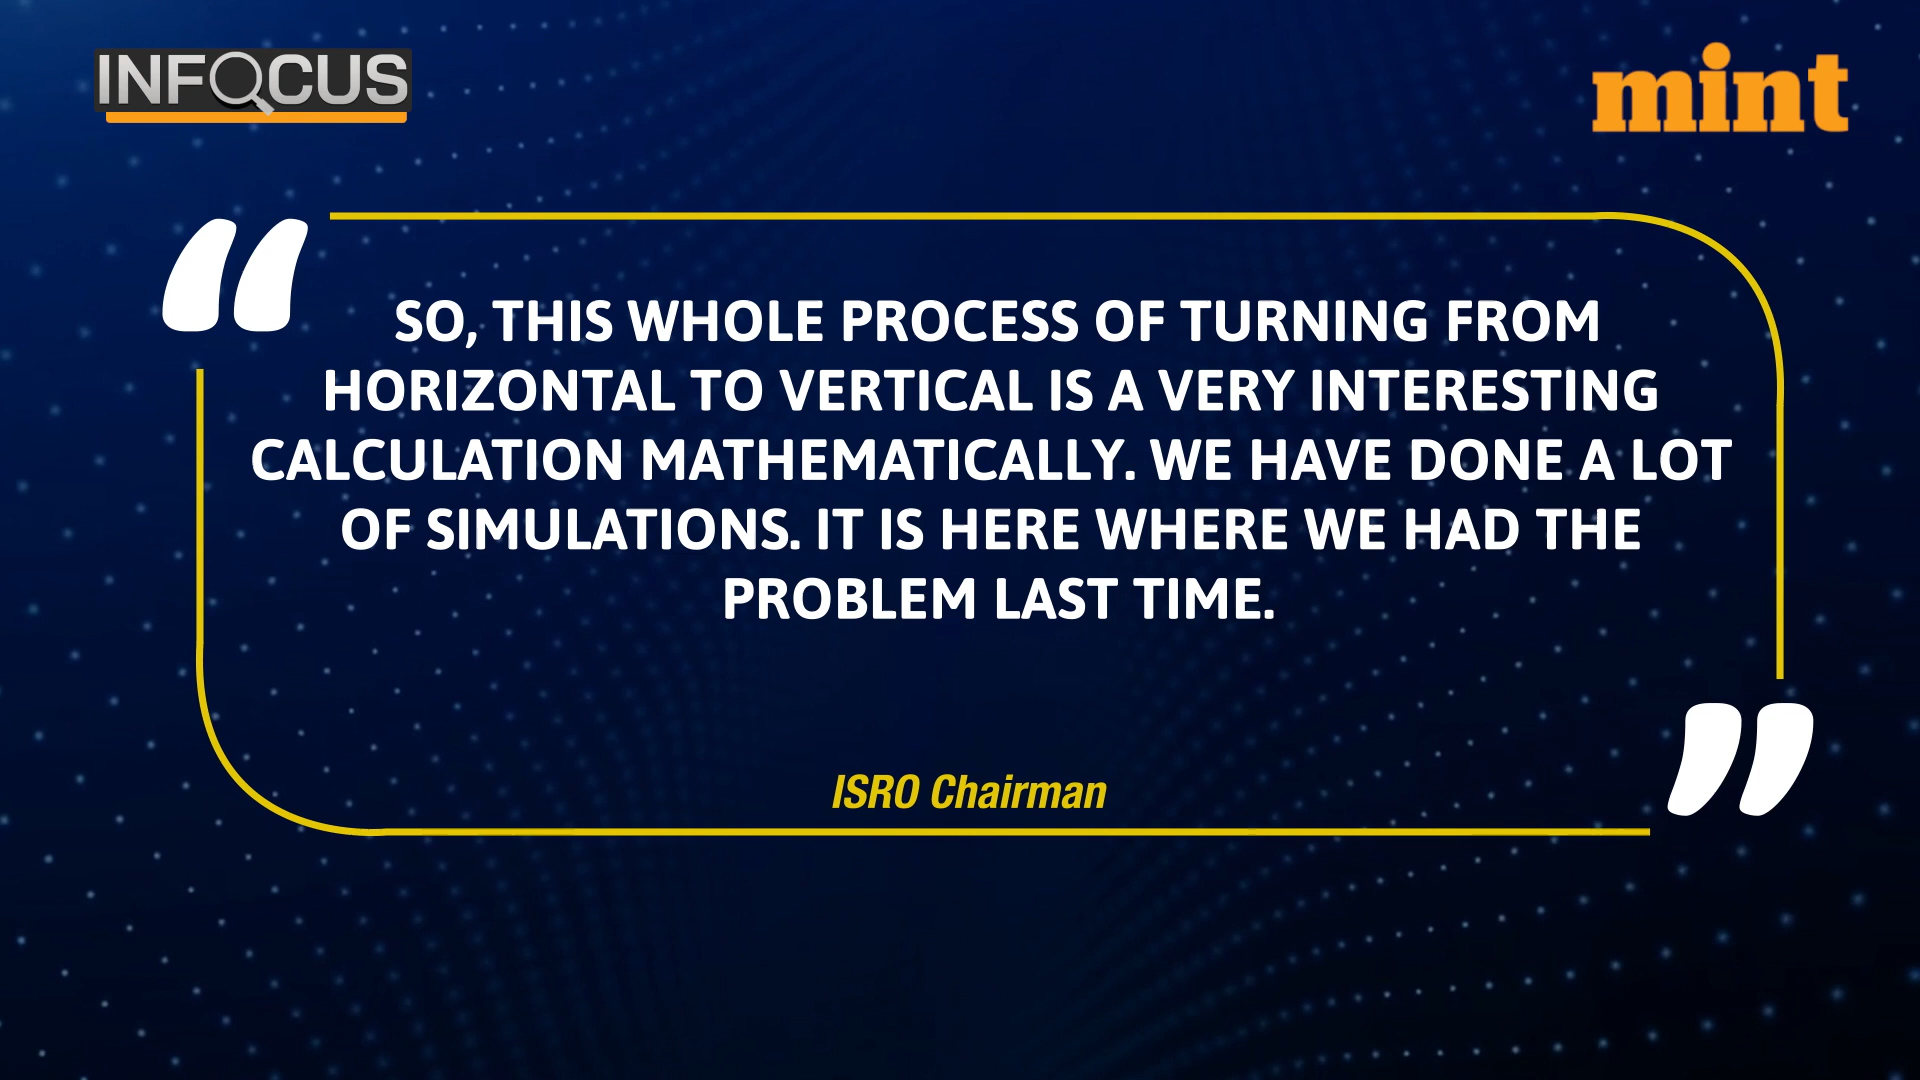 INFOCUS
mint
“
SO, THIS WHOLE PROCESS OF TURNING FROM
HORIZONTAL TO VERTICAL IS A VERY INTERESTING
CALCULATION MATHEMATICALLY. WE HAVE DONE A LOT
OF SIMULATIONS. IT IS HERE WHERE WE HAD THE
PROBLEM LAST TIME.
”
ISRO Chairman